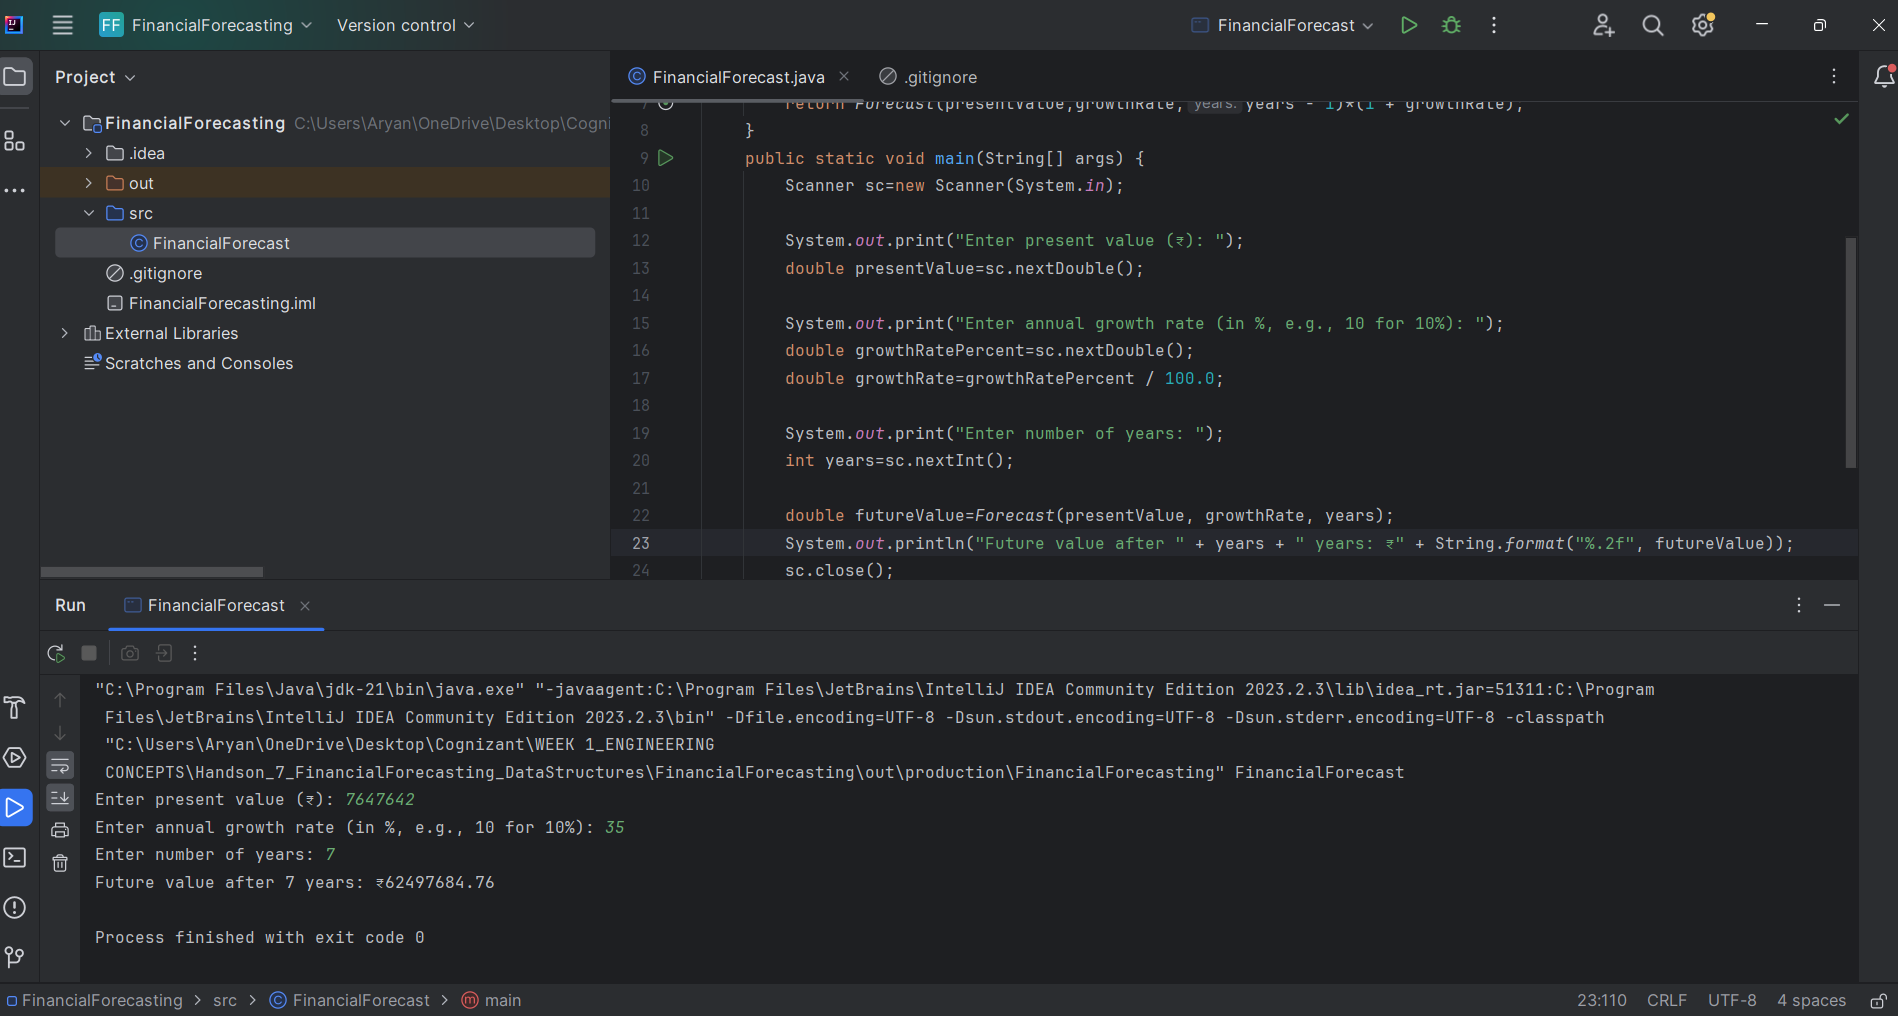 FF FinancialForecasting Version control FinancialForecast
Project
FinancialForecast.java .gitignore
FinancialForecasting C:\Users\Aryan\OneDrive\Desktop\Cogni
.idea
out
src
FinancialForecast
.gitignore
FinancialForecasting.iml
External Libraries
Scratches and Consoles
7 return Forecast(presentValue,growthRate, years: years - 1)*(1 + growthRate);
8 }
9 public static void main(String[] args) {
10 Scanner sc=new Scanner(System.in);
11
12 System.out.print("Enter present value (₹): ");
13 double presentValue=sc.nextDouble();
14
15 System.out.print("Enter annual growth rate (in %, e.g., 10 for 10%): ");
16 double growthRatePercent=sc.nextDouble();
17 double growthRate=growthRatePercent / 100.0;
18
19 System.out.print("Enter number of years: ");
20 int years=sc.nextInt();
21
22 double futureValue=Forecast(presentValue, growthRate, years);
23 System.out.println("Future value after " + years + " years: ₹" + String.format("%.2f", futureValue));
24 sc.close();
Run FinancialForecast
"C:\Program Files\Java\jdk-21\bin\java.exe" "-javaagent:C:\Program Files\JetBrains\IntelliJ IDEA Community Edition 2023.2.3\lib\idea_rt.jar=51311:C:\Program
Files\JetBrains\IntelliJ IDEA Community Edition 2023.2.3\bin" -Dfile.encoding=UTF-8 -Dsun.stdout.encoding=UTF-8 -Dsun.stderr.encoding=UTF-8 -classpath
"C:\Users\Aryan\OneDrive\Desktop\Cognizant\WEEK 1_ENGINEERING
CONCEPTS\Handson_7_FinancialForecasting_DataStructures\FinancialForecasting\out\production\FinancialForecasting" FinancialForecast
Enter present value (₹): 7647642
Enter annual growth rate (in %, e.g., 10 for 10%): 35
Enter number of years: 7
Future value after 7 years: ₹62497684.76
Process finished with exit code 0
FinancialForecasting > src > FinancialForecast > main 23:110 CRLF UTF-8 4 spaces